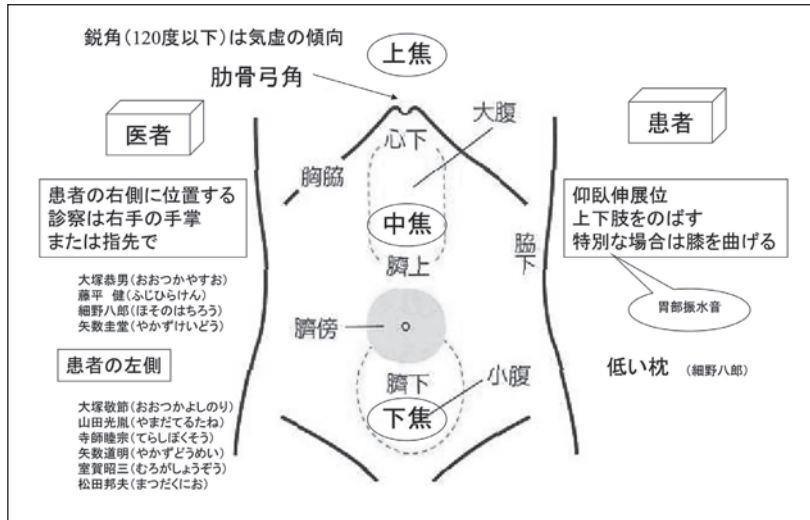 鋭角(120度以下)は気虚の傾向
肋骨弓角
上焦
医者
患者
大腹
心下
胸脇
患者の右側に位置する
診察は右手の手掌
または指先で
仰臥伸展位
上下肢をのばす
特別な場合は膝を曲げる
中焦
脇下
臍上
大塚恭男(おおつかやすお)
藤平 健(ふじひらけん)
細野八郎(ほそのはちろう)
矢数圭堂(やかずけいどう)
胃部振水音
臍傍
患者の左側
低い枕 (細野八郎)
臍下
小腹
下焦
大塚敬節(おおつかよしのり)
山田光胤(やまだてるたね)
寺師睦宗(てらしぼくそう)
矢数道明(やかずどうめい)
室賀昭三(むろがしょうぞう)
松田邦夫(まつだくにお)